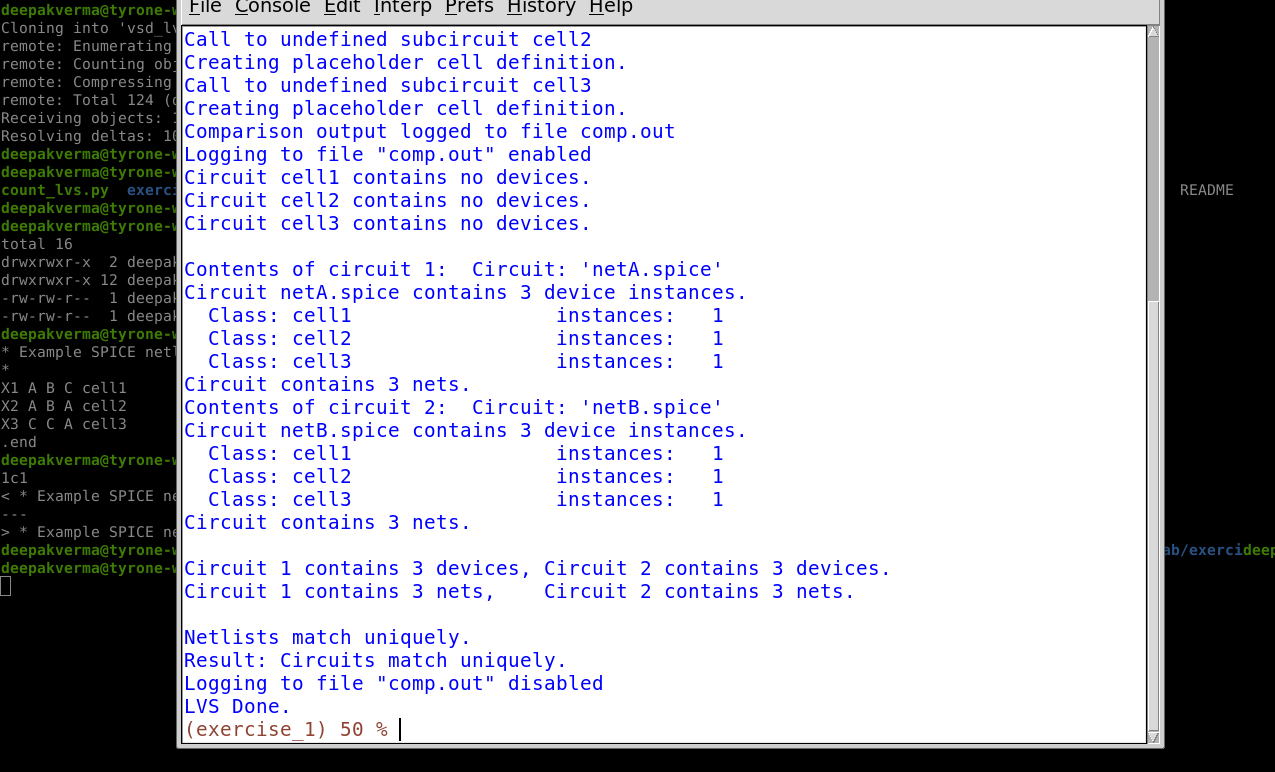 File Console Edit Interp Prefs History Help
Call to undefined subcircuit cell2
Creating placeholder cell definition.
Call to undefined subcircuit cell3
Creating placeholder cell definition.
Comparison output logged to file comp.out
Logging to file "comp.out" enabled
Circuit cell1 contains no devices.
Circuit cell2 contains no devices.
Circuit cell3 contains no devices.
Contents of circuit 1:  Circuit: 'netA.spice'
Circuit netA.spice contains 3 device instances.
  Class: cell1                 instances:   1
  Class: cell2                 instances:   1
  Class: cell3                 instances:   1
Circuit contains 3 nets.
Contents of circuit 2:  Circuit: 'netB.spice'
Circuit netB.spice contains 3 device instances.
  Class: cell1                 instances:   1
  Class: cell2                 instances:   1
  Class: cell3                 instances:   1
Circuit contains 3 nets.
Circuit 1 contains 3 devices, Circuit 2 contains 3 devices.
Circuit 1 contains 3 nets,    Circuit 2 contains 3 nets.
Netlists match uniquely.
Result: Circuits match uniquely.
Logging to file "comp.out" disabled
LVS Done.
(exercise_1) 50 %
deepakverma@tyrone-
Cloning into 'vsd_lv
remote: Enumerating
remote: Counting obj
remote: Compressing
remote: Total 124 (
Receiving objects: 1
Resolving deltas: 10
deepakverma@tyrone-
deepakverma@tyrone-
count_lvs.py  exerci
README
deepakverma@tyrone-
deepakverma@tyrone-
total 16
drwxrwxr-x  2 deepak
drwxrwxr-x 12 deepak
-rw-rw-r--  1 deepak
-rw-rw-r--  1 deepak
deepakverma@tyrone-
* Example SPICE netl
*
X1 A B C cell1
X2 A B A cell2
X3 C C A cell3
.end
deepakverma@tyrone-
1c1
< * Example SPICE ne
---
> * Example SPICE ne
deepakverma@tyrone-
ab/exercideep
deepakverma@tyrone-